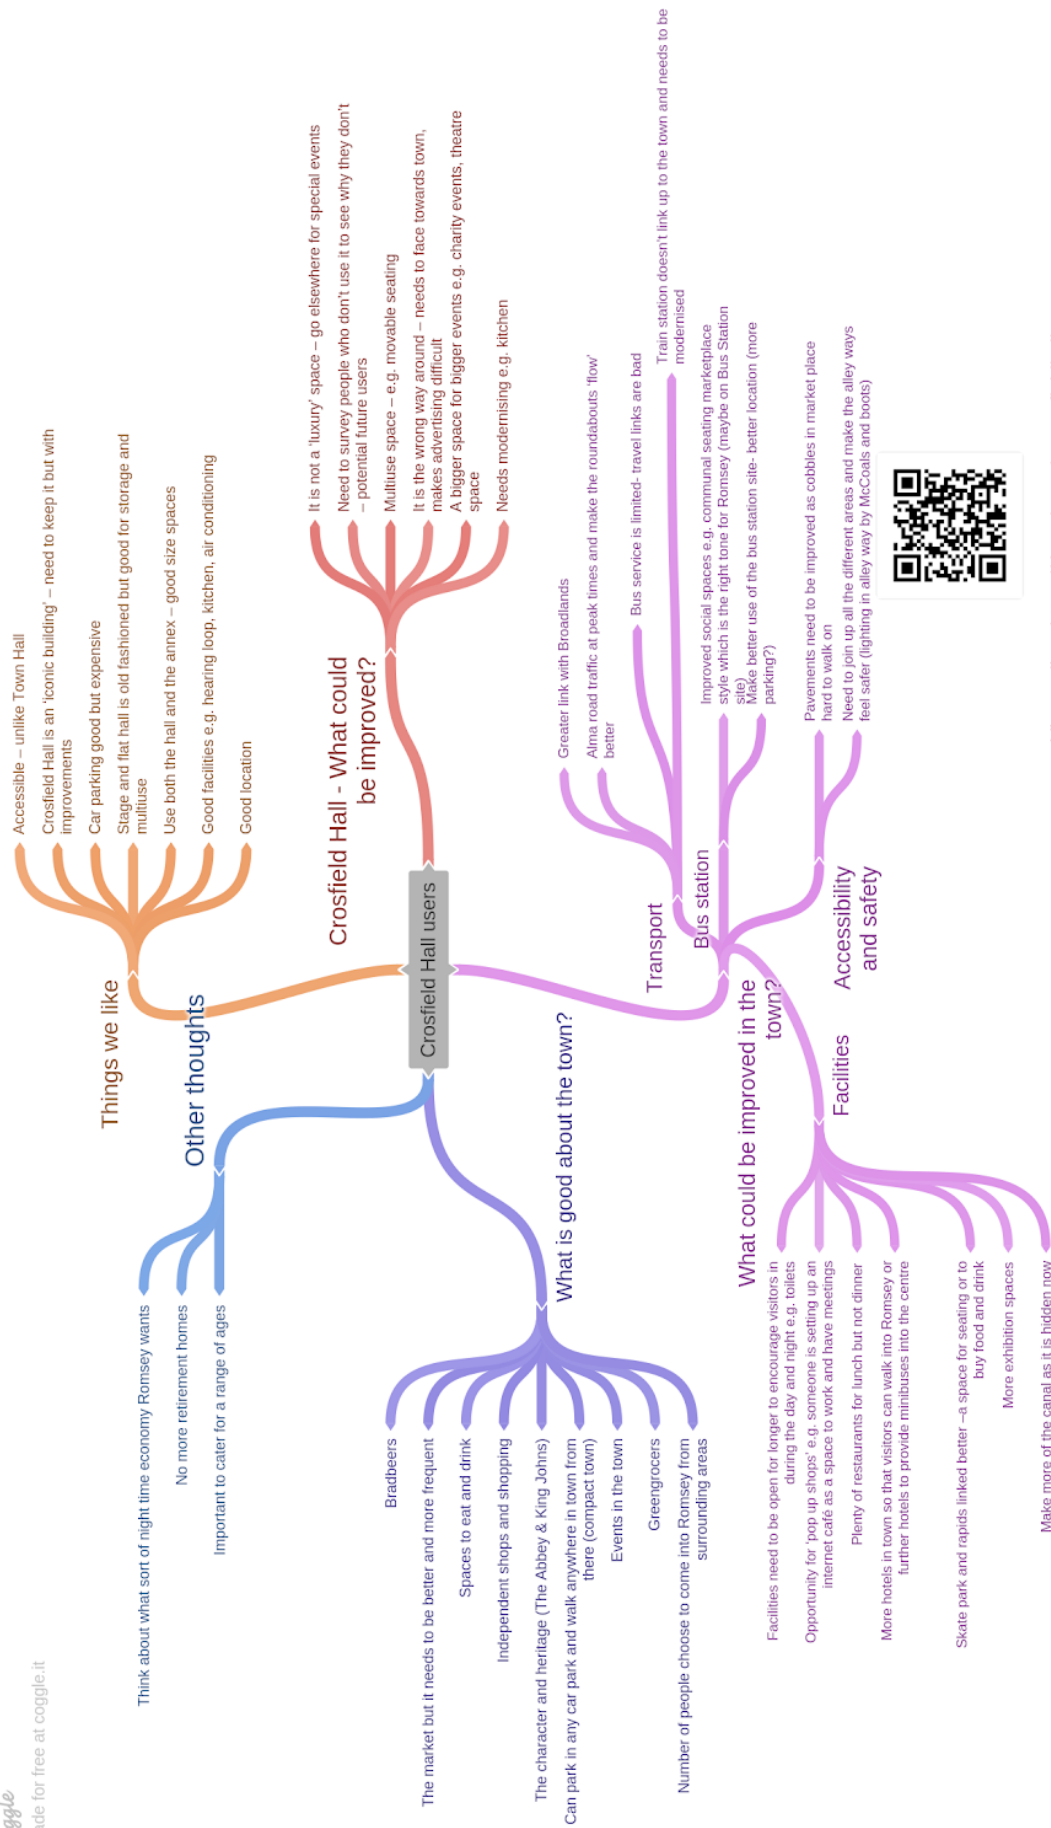 Crosfield Hall users
Things we like
Accessible – unlike Town Hall
Crosfield Hall is an 'iconic building' – need to keep it but with
improvements
Car parking good but expensive
Stage and flat hall is old fashioned but good for storage and
multiuse
Use both the hall and the annex – good size spaces
Good facilities e.g. hearing loop, kitchen, air conditioning
Good location
Crosfield Hall - What could
be improved?
It is not a 'luxury' space – go elsewhere for special events
Need to survey people who don't use it to see why they don't
– potential future users
Multiuse space – e.g. movable seating
It is the wrong way around – needs to face towards town,
makes advertising difficult
A bigger space for bigger events e.g. charity events, theatre
space
Needs modernising e.g. kitchen
Other thoughts
Think about what sort of night time economy Romsey wants
No more retirement homes
Important to cater for a range of ages
What is good about the town?
Bradbeers
The market but it needs to be better and more frequent
Spaces to eat and drink
Independent shops and shopping
The character and heritage (The Abbey & King Johns)
Can park in any car park and walk anywhere in town from
there (compact town)
Events in the town
Greengrocers
Number of people choose to come into Romsey from
surrounding areas
What could be improved in the
town?
Transport
Greater link with Broadlands
Alma road traffic at peak times and make the roundabouts 'flow'
better
Bus service is limited- travel links are bad
Train station doesn't link up to the town and needs to be
modernised
Bus station
Improved social spaces e.g. communal seating marketplace
style which is the right tone for Romsey (maybe on Bus Station
site)
Make better use of the bus station site- better location (more
parking?)
Accessibility
and safety
Pavements need to be improved as cobbles in market place
hard to walk on
Need to join up all the different areas and make the alley ways
feel safer (lighting in alley way by McCoals and boots)
Facilities
Facilities need to be open for longer to encourage visitors in
during the day and night e.g. toilets
Opportunity for 'pop up shops' e.g. someone is setting up an
internet café as a space to work and have meetings
Plenty of restaurants for lunch but not dinner
More hotels in town so that visitors can walk into Romsey or
further hotels to provide minibuses into the centre
Skate park and rapids linked better –a space for seating or to
buy food and drink
More exhibition spaces
Make more of the canal as it is hidden now
ggle
ade for free at coggle.it